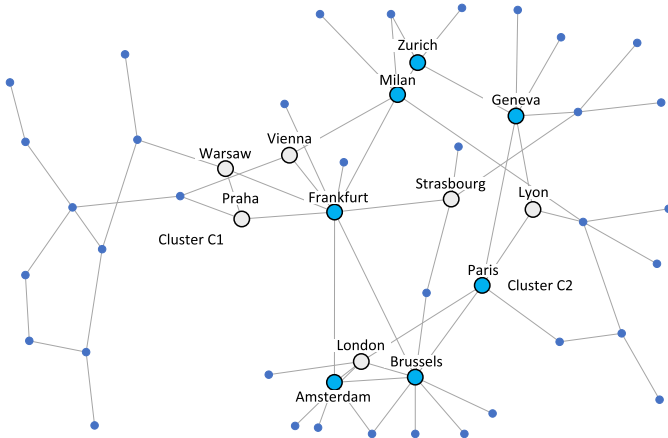 Zurich
Milan
Geneva
Vienna
Warsaw
Strasbourg
Lyon
Praha
Frankfurt
Cluster C1
Paris
Cluster C2
London
Brussels
Amsterdam